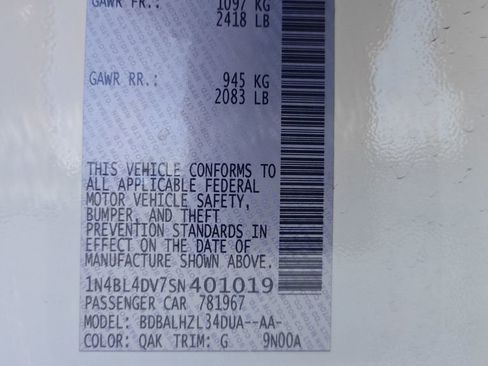 GAWR FR.: 1097 KG
2418 LB
GAWR RR.: 945 KG
2083 LB
THIS VEHICLE CONFORMS TO
ALL APPLICABLE FEDERAL
MOTOR VEHICLE SAFETY,
BUMPER, AND THEFT
PREVENTION STANDARDS IN
EFFECT ON THE DATE OF
MANUFACTURE SHOWN ABOVE.
1N4BL4DV7SN401019
PASSENGER CAR 781967
MODEL: BDBALHZL34DUA--AA-
COLOR: QAK TRIM: G 9N00A